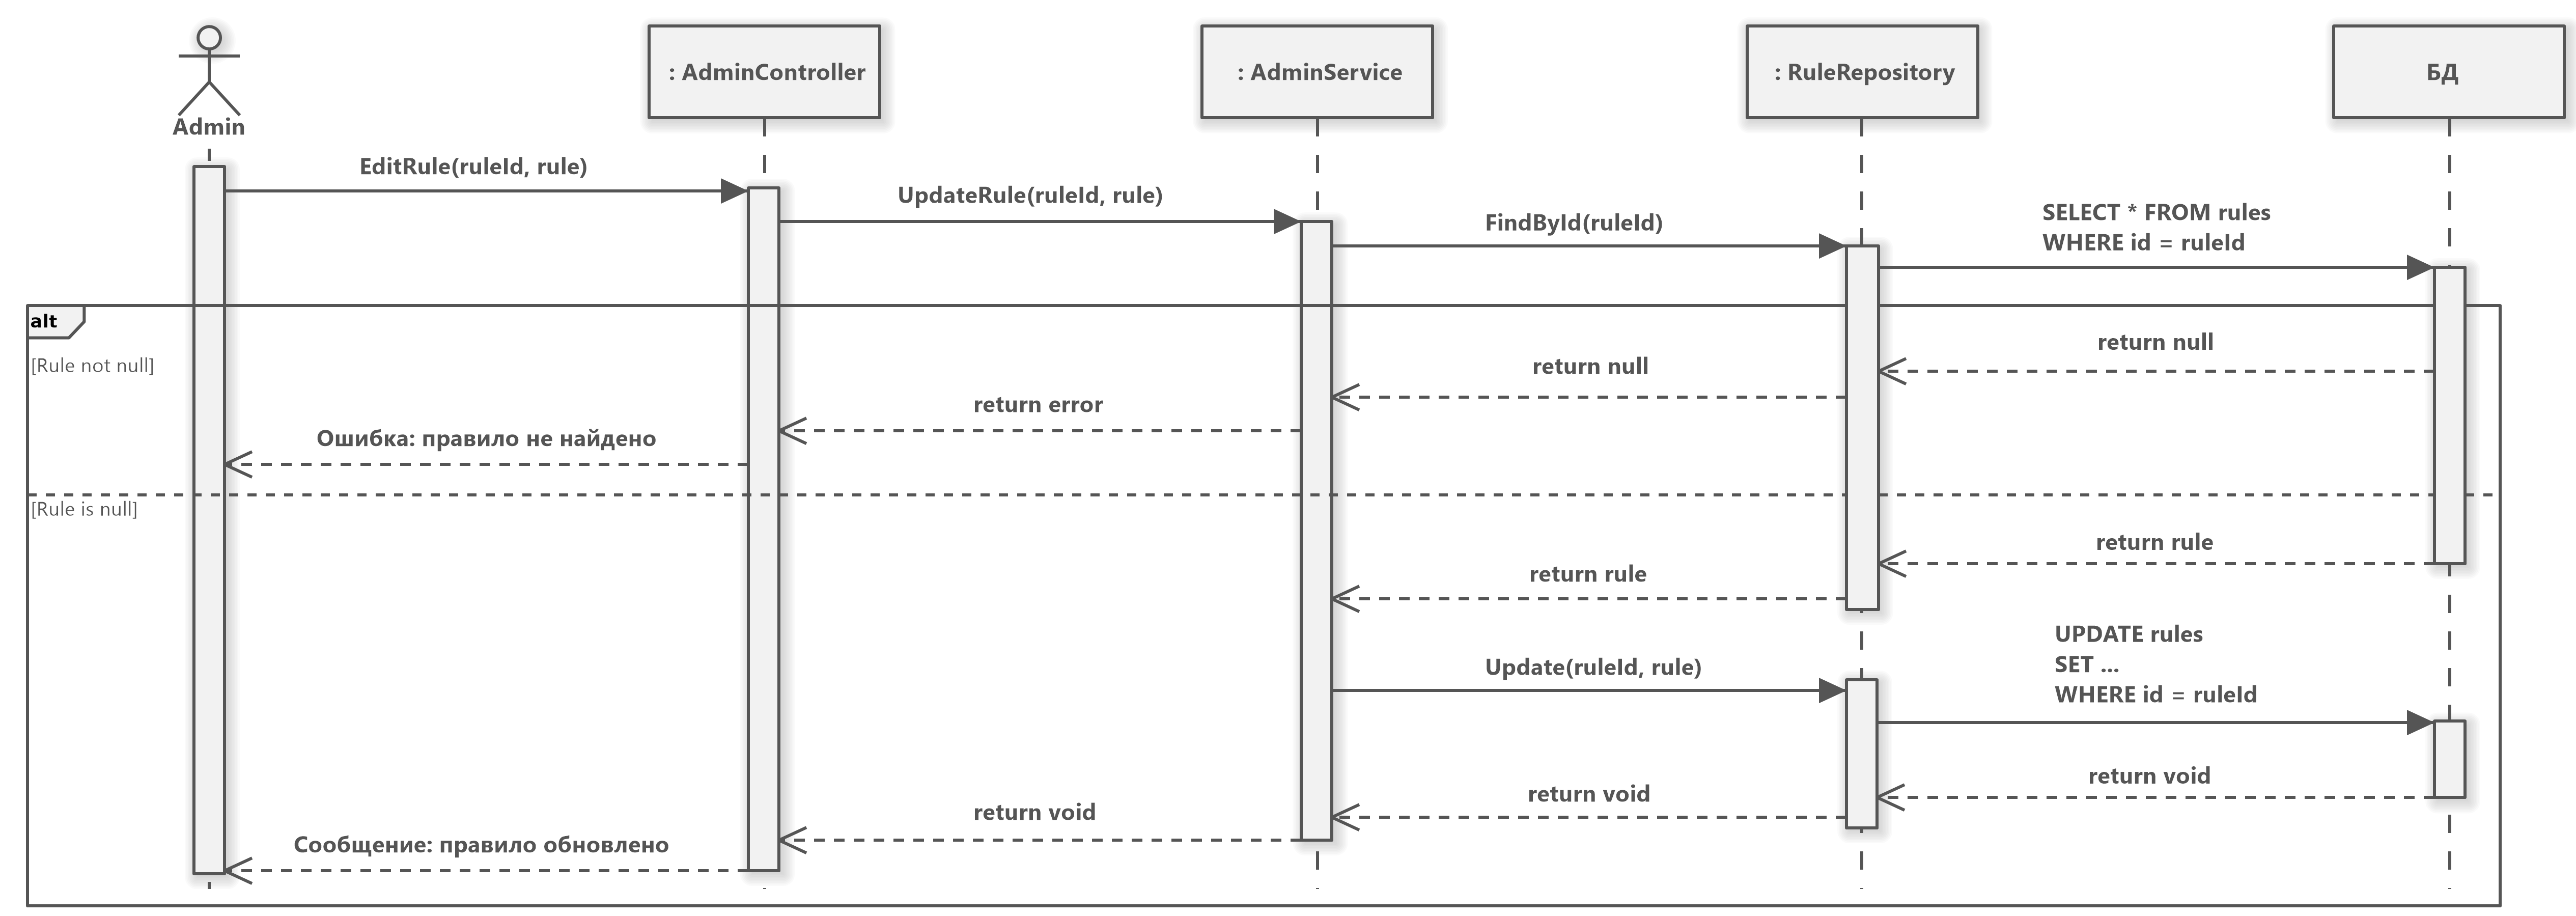 Admin
: AdminController
: AdminService
: RuleRepository
БД
EditRule(ruleId, rule)
UpdateRule(ruleId, rule)
FindById(ruleId)
SELECT * FROM rules
WHERE id = ruleId
alt
[Rule not null]
return null
return null
return error
Ошибка: правило не найдено
[Rule is null]
return rule
return rule
Update(ruleId, rule)
UPDATE rules
SET ...
WHERE id = ruleId
return void
return void
return void
Сообщение: правило обновлено